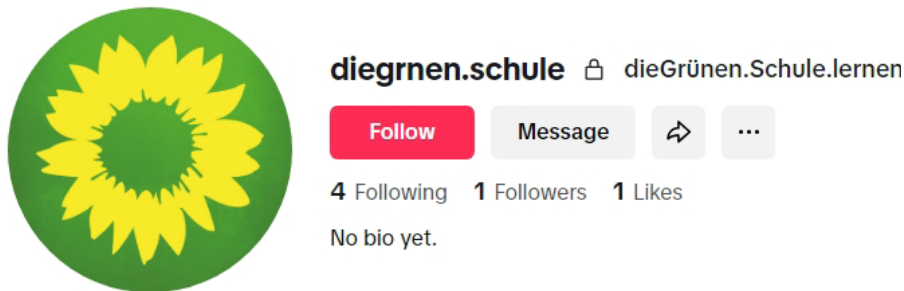 diegrnen.schule dieGrünen.Schule.lernen
Follow Message
4 Following 1 Followers 1 Likes
No bio yet.